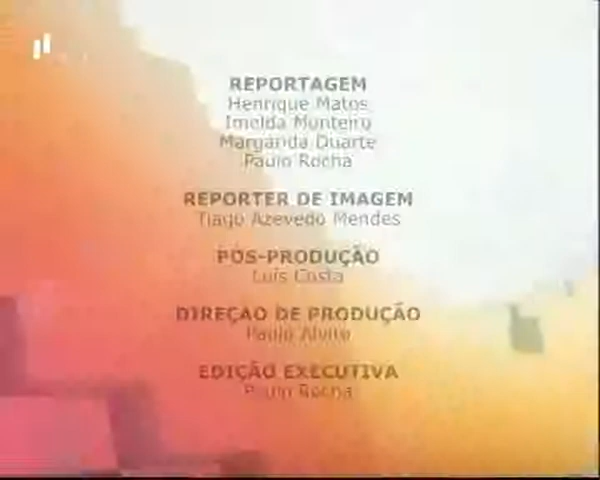 REPORTAGEM
Henrique Matos
Imelda Monteiro
Margarida Duarte
Paulo Rocha
REPORTER DE IMAGEM
Tiago Azevedo Mendes
PÓS-PRODUÇÃO
Luís Costa
DIREÇÃO DE PRODUÇÃO
Paulo Alvito
EDIÇÃO EXECUTIVA
Paulo Rocha